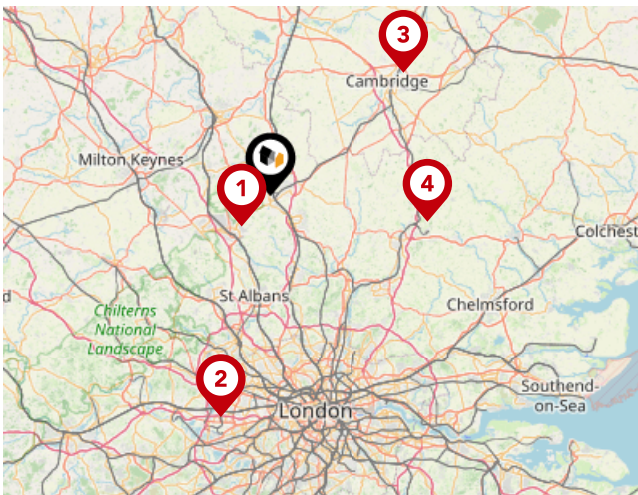 3
Cambridge
Milton Keynes
1
4
Colchest
St Albans
d
Chelmsford
Chilterns
National
Landscape
2
Southend-
on-Sea
London